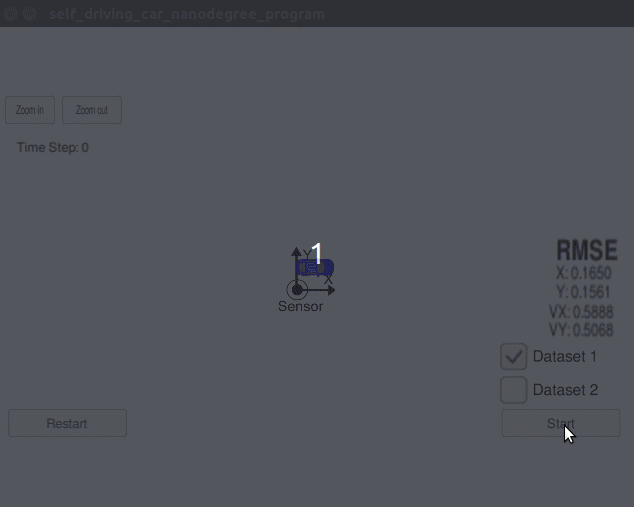 self_driving_car_nanodegree_program
Zoom in
Zoom out
Time Step: 0
1
Y
X
Sensor
RMSE
X: 0.1650
Y: 0.1561
VX: 0.5888
VY: 0.5068
Dataset 1
Dataset 2
Restart
Start